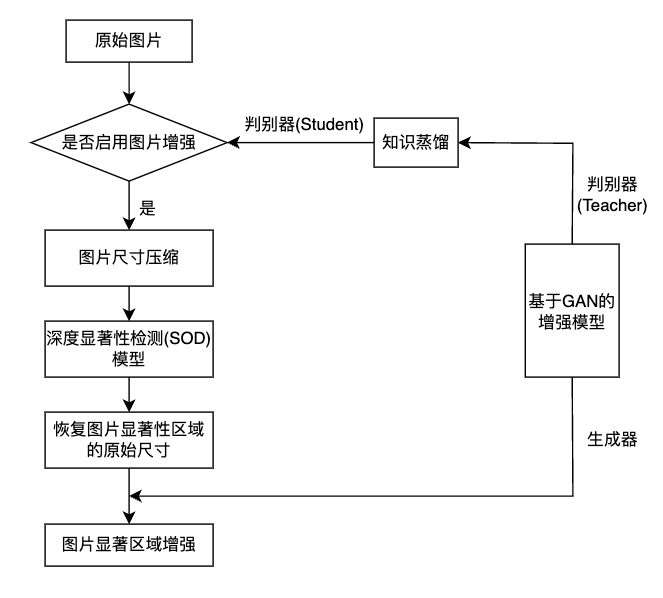 原始图片
是否启用图片增强
判别器(Student)
知识蒸馏
判别器
(Teacher)
是
图片尺寸压缩
基于GAN的
增强模型
深度显著性检测(SOD)
模型
恢复图片显著性区域
的原始尺寸
生成器
图片显著区域增强